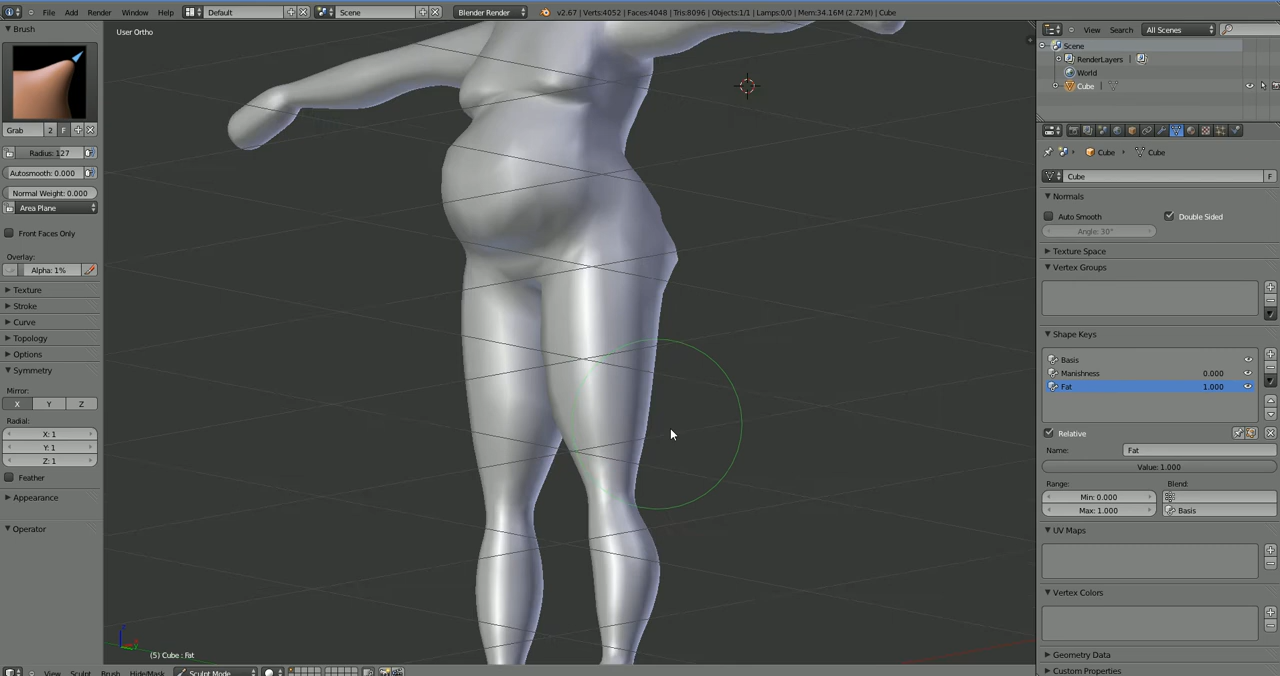 File Add Render Window Help Default Scene Blender Render v2.67 | Verts:4052 | Faces:4048 | Tris:8096 | Objects:1/1 | Lamps:0/0 | Mem:34.16M (2.72M) | Cube
Brush
Grab 2 F
Radius: 127
Autosmooth: 0.000
Normal Weight: 0.000
Area Plane
Front Faces Only
Overlay:
Alpha: 1%
Texture
Stroke
Curve
Topology
Options
Symmetry
Mirror:
X Y Z
Radial:
X: 1
Y: 1
Z: 1
Feather
Appearance
Operator
User Ortho
(5) Cube : Fat
View Sculpt Brush Hide/Mask Sculpt Mode
View Search All Scenes
Scene
RenderLayers
World
Cube
Cube Cube
Cube F
Normals
Auto Smooth Double Sided
Angle: 30°
Texture Space
Vertex Groups
Shape Keys
Basis
Manishness 0.000
Fat 1.000
Relative
Name: Fat
Value: 1.000
Range: Blend:
Min: 0.000
Max: 1.000 Basis
UV Maps
Vertex Colors
Geometry Data
Custom Properties